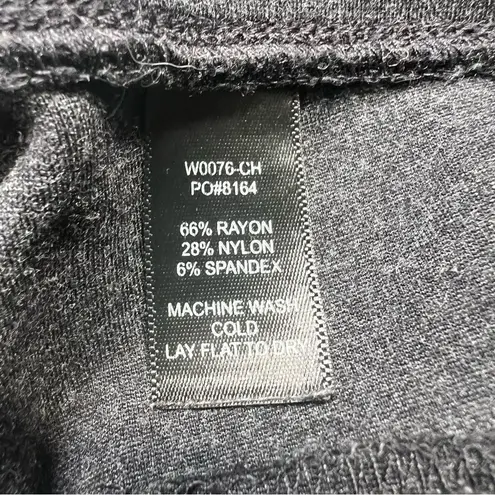 W0076-CH
PO#8164
66% RAYON
28% NYLON
6% SPANDEX
MACHINE WASH
COLD
LAY FLAT TO DRY